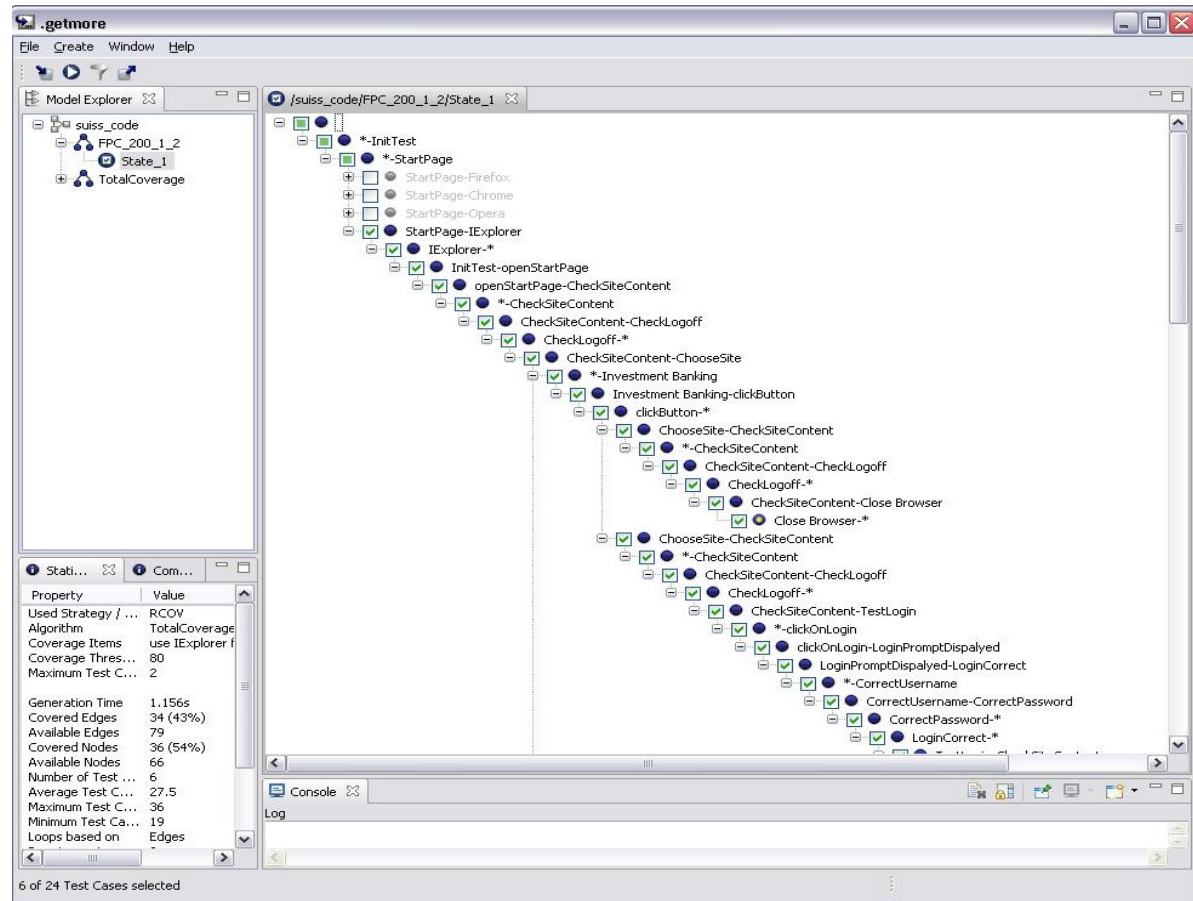 .getmore
File Create Window Help
Model Explorer
suiss_code
FPC_200_1_2
State_1
TotalCoverage
/suiss_code/FPC_200_1_2/State_1
*-InitTest
*-StartPage
StartPage-Firefox
StartPage-Chrome
StartPage-Opera
StartPage-IExplorer
IExplorer-*
InitTest-openStartPage
openStartPage-CheckSiteContent
*-CheckSiteContent
CheckSiteContent-CheckLogoff
CheckLogoff-*
CheckSiteContent-ChooseSite
*-Investment Banking
Investment Banking-clickButton
clickButton-*
ChooseSite-CheckSiteContent
*-CheckSiteContent
CheckSiteContent-CheckLogoff
CheckLogoff-*
CheckSiteContent-Close Browser
Close Browser-*
ChooseSite-CheckSiteContent
*-CheckSiteContent
CheckSiteContent-CheckLogoff
CheckLogoff-*
CheckSiteContent-TestLogin
*-clickOnLogin
clickOnLogin-LoginPromptDispalyed
LoginPromptDispalyed-LoginCorrect
*-CorrectUsername
CorrectUsername-CorrectPassword
CorrectPassword-*
LoginCorrect-*
Stati... Com...
Property Value
Used Strategy / ... RCOV
Algorithm TotalCoverage
Coverage Items use IExplorer f
Coverage Thres... 80
Maximum Test C... 2
Generation Time 1.156s
Covered Edges 34 (43%)
Available Edges 79
Covered Nodes 36 (54%)
Available Nodes 66
Number of Test ... 6
Average Test C... 27.5
Maximum Test C... 36
Minimum Test Ca... 19
Loops based on Edges
Console
Log
6 of 24 Test Cases selected